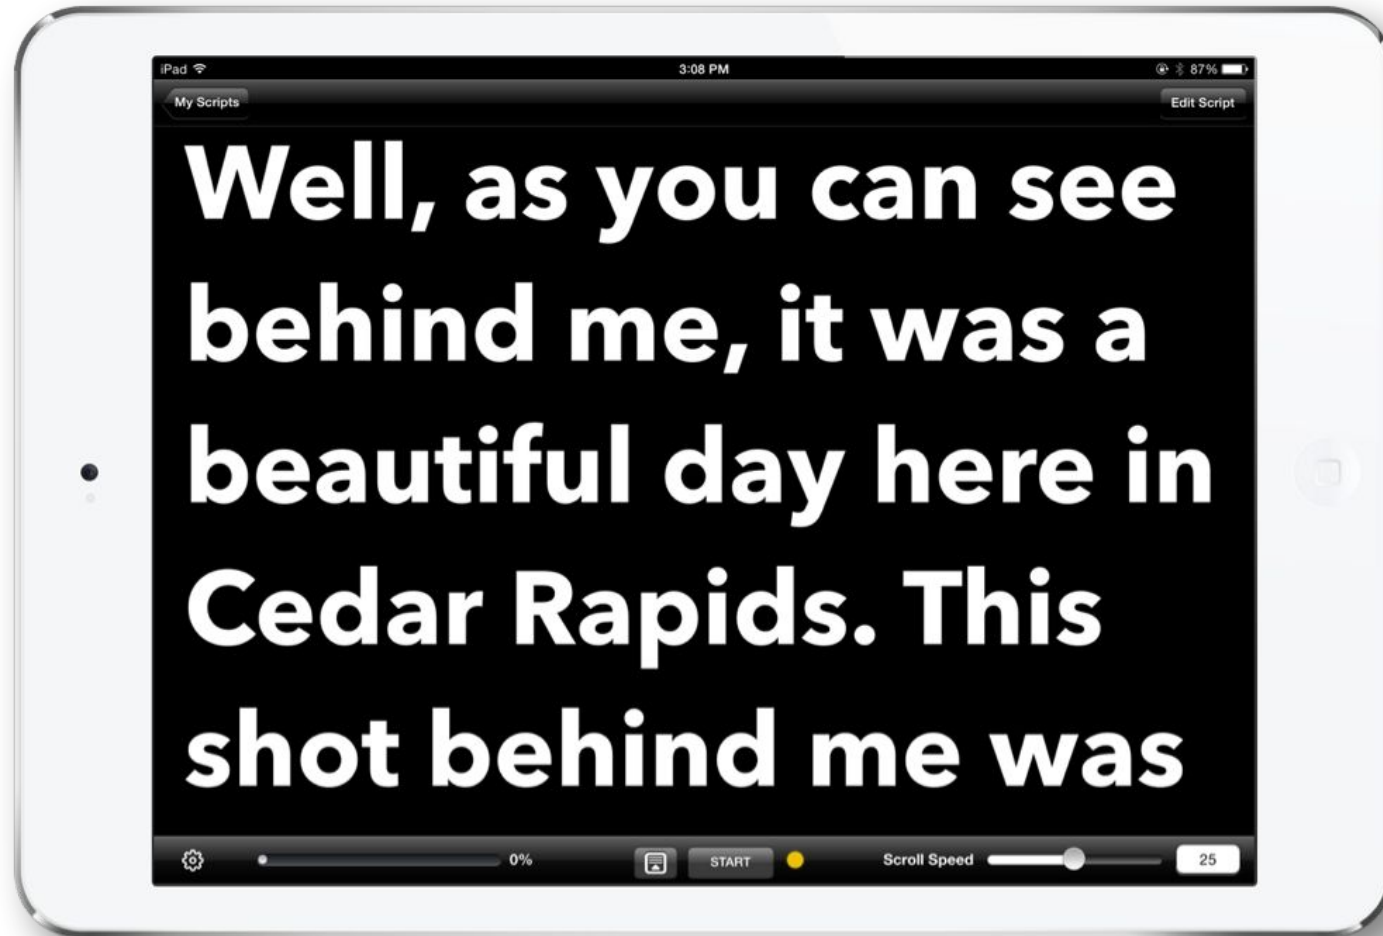 iPad 3:08 PM 87%
My Scripts Edit Script
Well, as you can see
behind me, it was a
beautiful day here in
Cedar Rapids. This
shot behind me was
0% START Scroll Speed 25